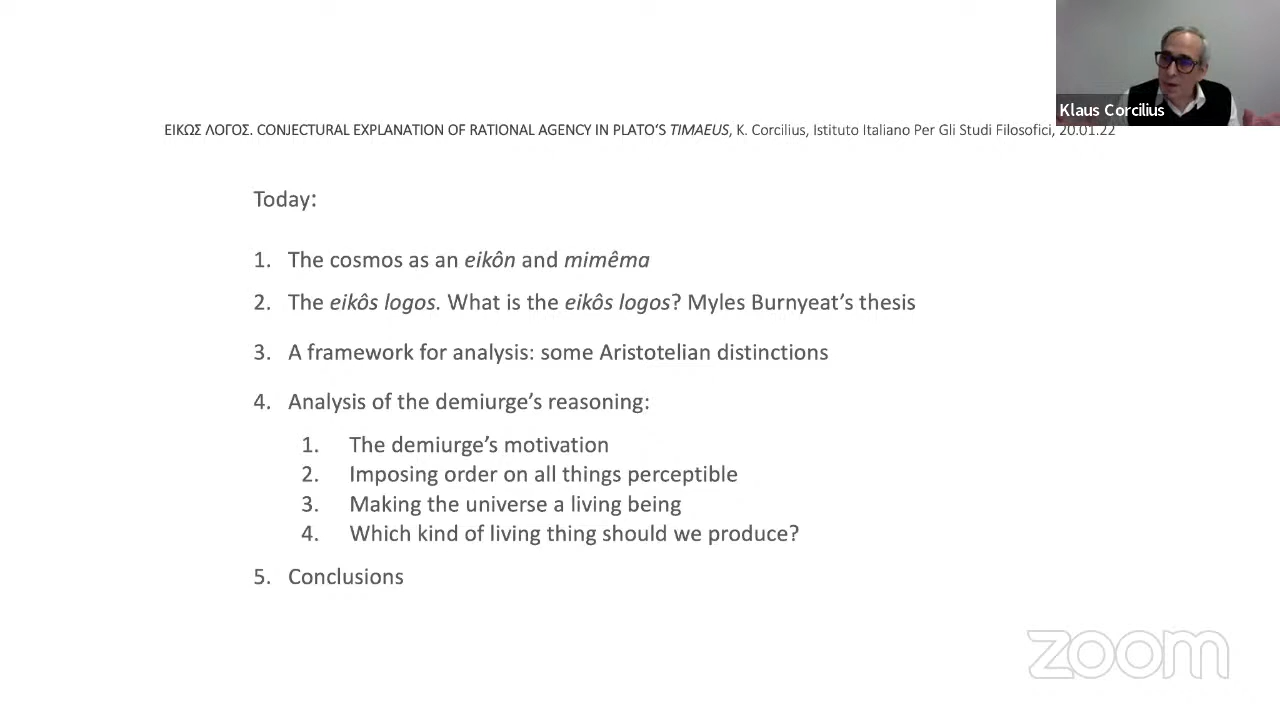 Klaus Corcilius
ΕΙΚΩΣ ΛΟΓΟΣ. CONJECTURAL EXPLANATION OF RATIONAL AGENCY IN PLATO‘S TIMAEUS, K. Corcilius, Istituto Italiano Per Gli Studi Filosofici, 20.01.22
Today:
1. The cosmos as an eikôn and mimêma
2. The eikôs logos. What is the eikôs logos? Myles Burnyeat’s thesis
3. A framework for analysis: some Aristotelian distinctions
4. Analysis of the demiurge’s reasoning:
1. The demiurge’s motivation
2. Imposing order on all things perceptible
3. Making the universe a living being
4. Which kind of living thing should we produce?
5. Conclusions
zoom